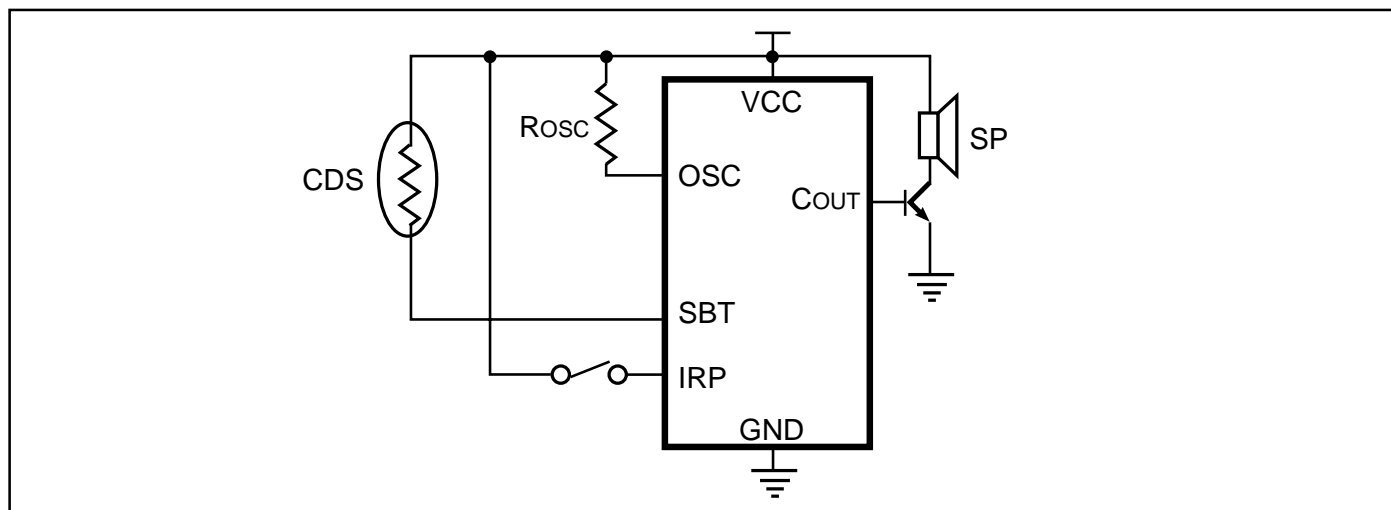 VCC
ROSC
SP
CDS
OSC
COUT
SBT
IRP
GND